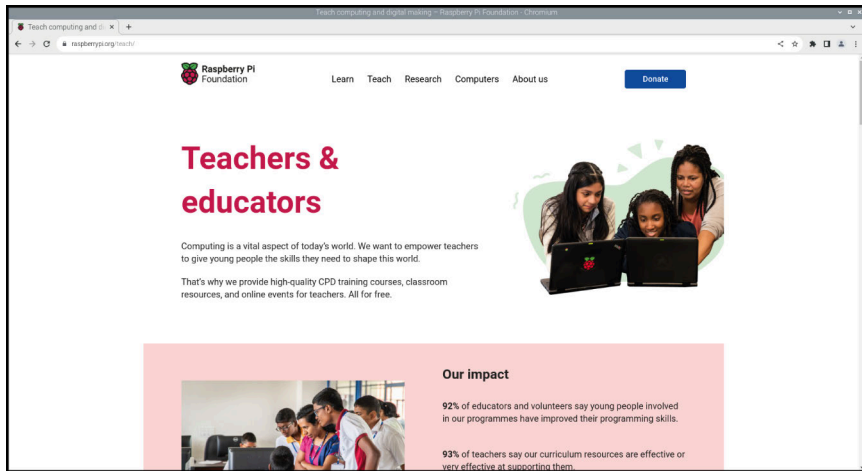 Teach computing and digital making – Raspberry Pi Foundation - Chromium
Teach computing and di
raspberrypi.org/teach/
Raspberry Pi
Foundation
Learn Teach Research Computers About us Donate
Teachers &
educators
Computing is a vital aspect of today's world. We want to empower teachers
to give young people the skills they need to shape this world.
That's why we provide high-quality CPD training courses, classroom
resources, and online events for teachers. All for free.
Our impact
92% of educators and volunteers say young people involved
in our programmes have improved their programming skills.
93% of teachers say our curriculum resources are effective or
very effective at supporting them.